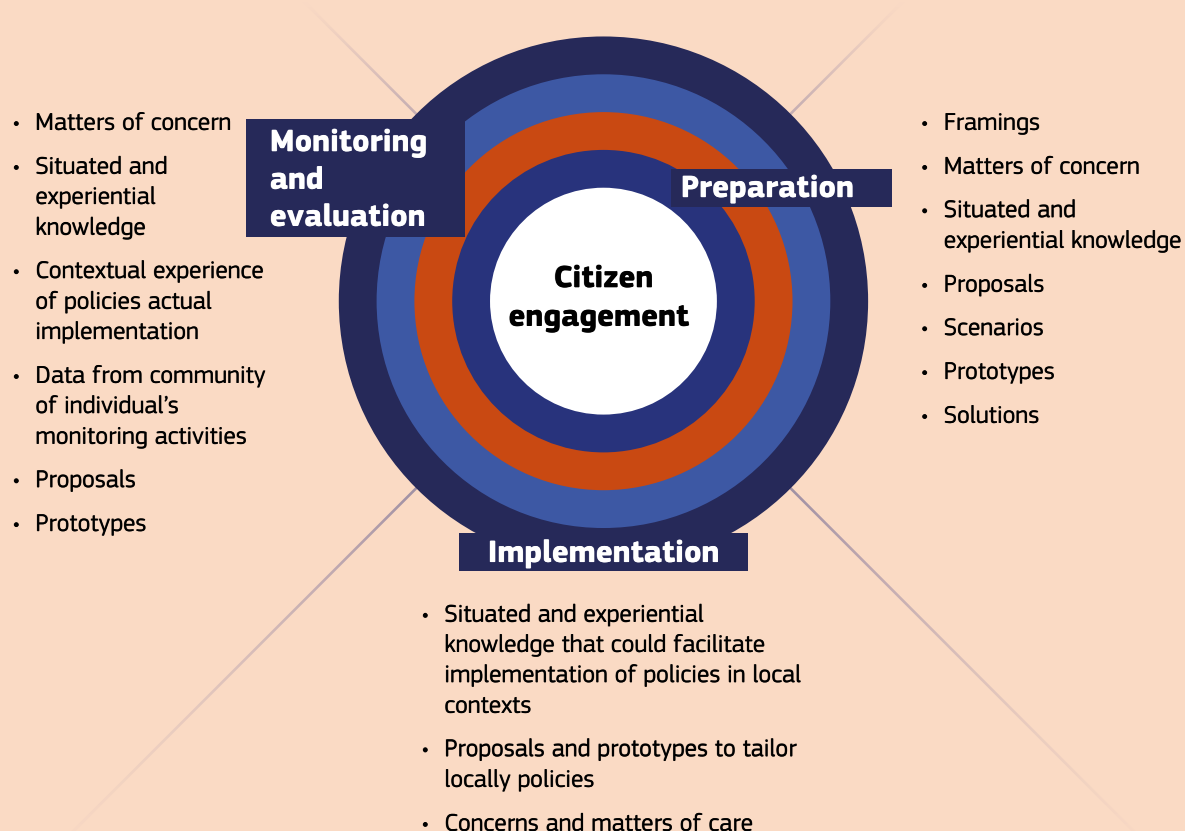 Matters of concern
Situated and
experiential
knowledge
Contextual experience
of policies actual
implementation
Data from community
of individual’s
monitoring activities
Proposals
Prototypes
Monitoring
and
evaluation
Citizen
engagement
Preparation
Framings
Matters of concern
Situated and
experiential knowledge
Proposals
Scenarios
Prototypes
Solutions
Implementation
Situated and experiential
knowledge that could facilitate
implementation of policies in local
contexts
Proposals and prototypes to tailor
locally policies
Concerns and matters of care